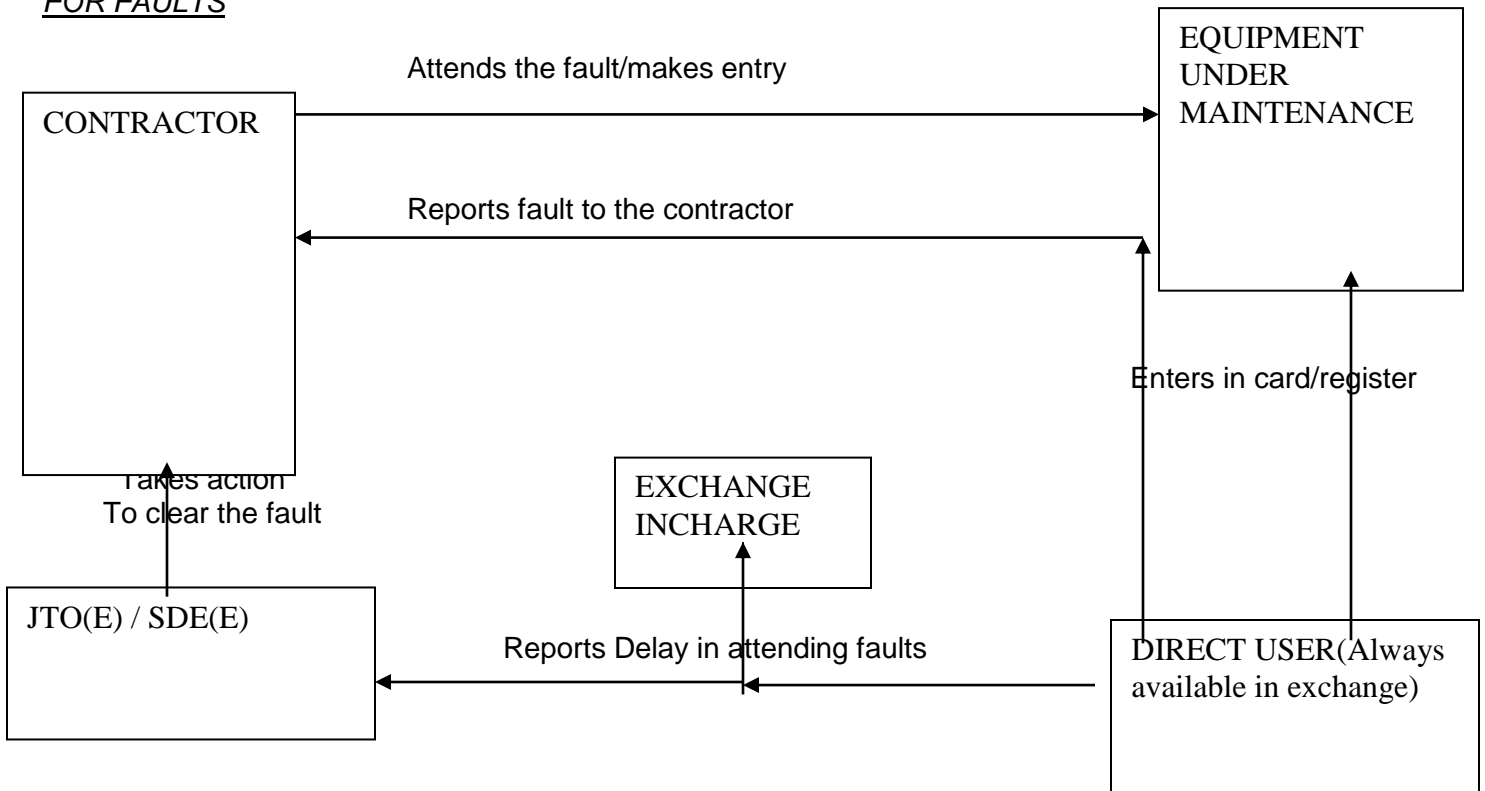 FOR FAULTS
EQUIPMENT
UNDER
MAINTENANCE
Attends the fault/makes entry
CONTRACTOR
Reports fault to the contractor
Enters in card/register
Takes action
To clear the fault
EXCHANGE
INCHARGE
JTO(E) / SDE(E)
Reports Delay in attending faults
DIRECT USER(Always
available in exchange)